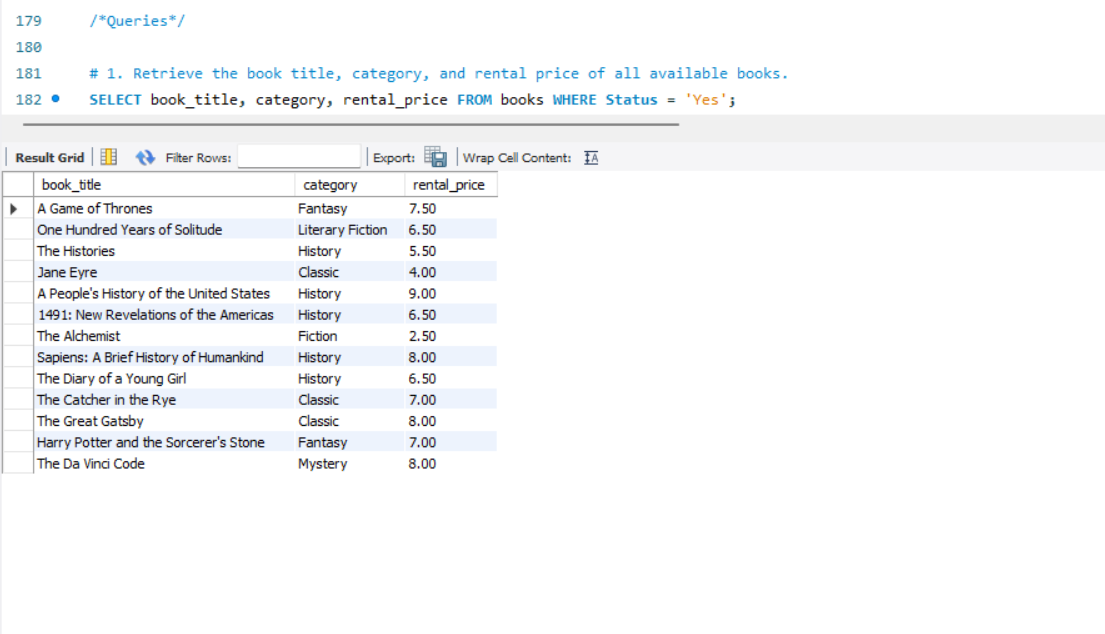 179 /*Queries*/
180
181 # 1. Retrieve the book title, category, and rental price of all available books.
182 SELECT book_title, category, rental_price FROM books WHERE Status = 'Yes';
Result Grid Filter Rows: Export: Wrap Cell Content: IA
book_title category rental_price
A Game of Thrones Fantasy 7.50
One Hundred Years of Solitude Literary Fiction 6.50
The Histories History 5.50
Jane Eyre Classic 4.00
A People's History of the United States History 9.00
1491: New Revelations of the Americas History 6.50
The Alchemist Fiction 2.50
Sapiens: A Brief History of Humankind History 8.00
The Diary of a Young Girl History 6.50
The Catcher in the Rye Classic 7.00
The Great Gatsby Classic 8.00
Harry Potter and the Sorcerer's Stone Fantasy 7.00
The Da Vinci Code Mystery 8.00